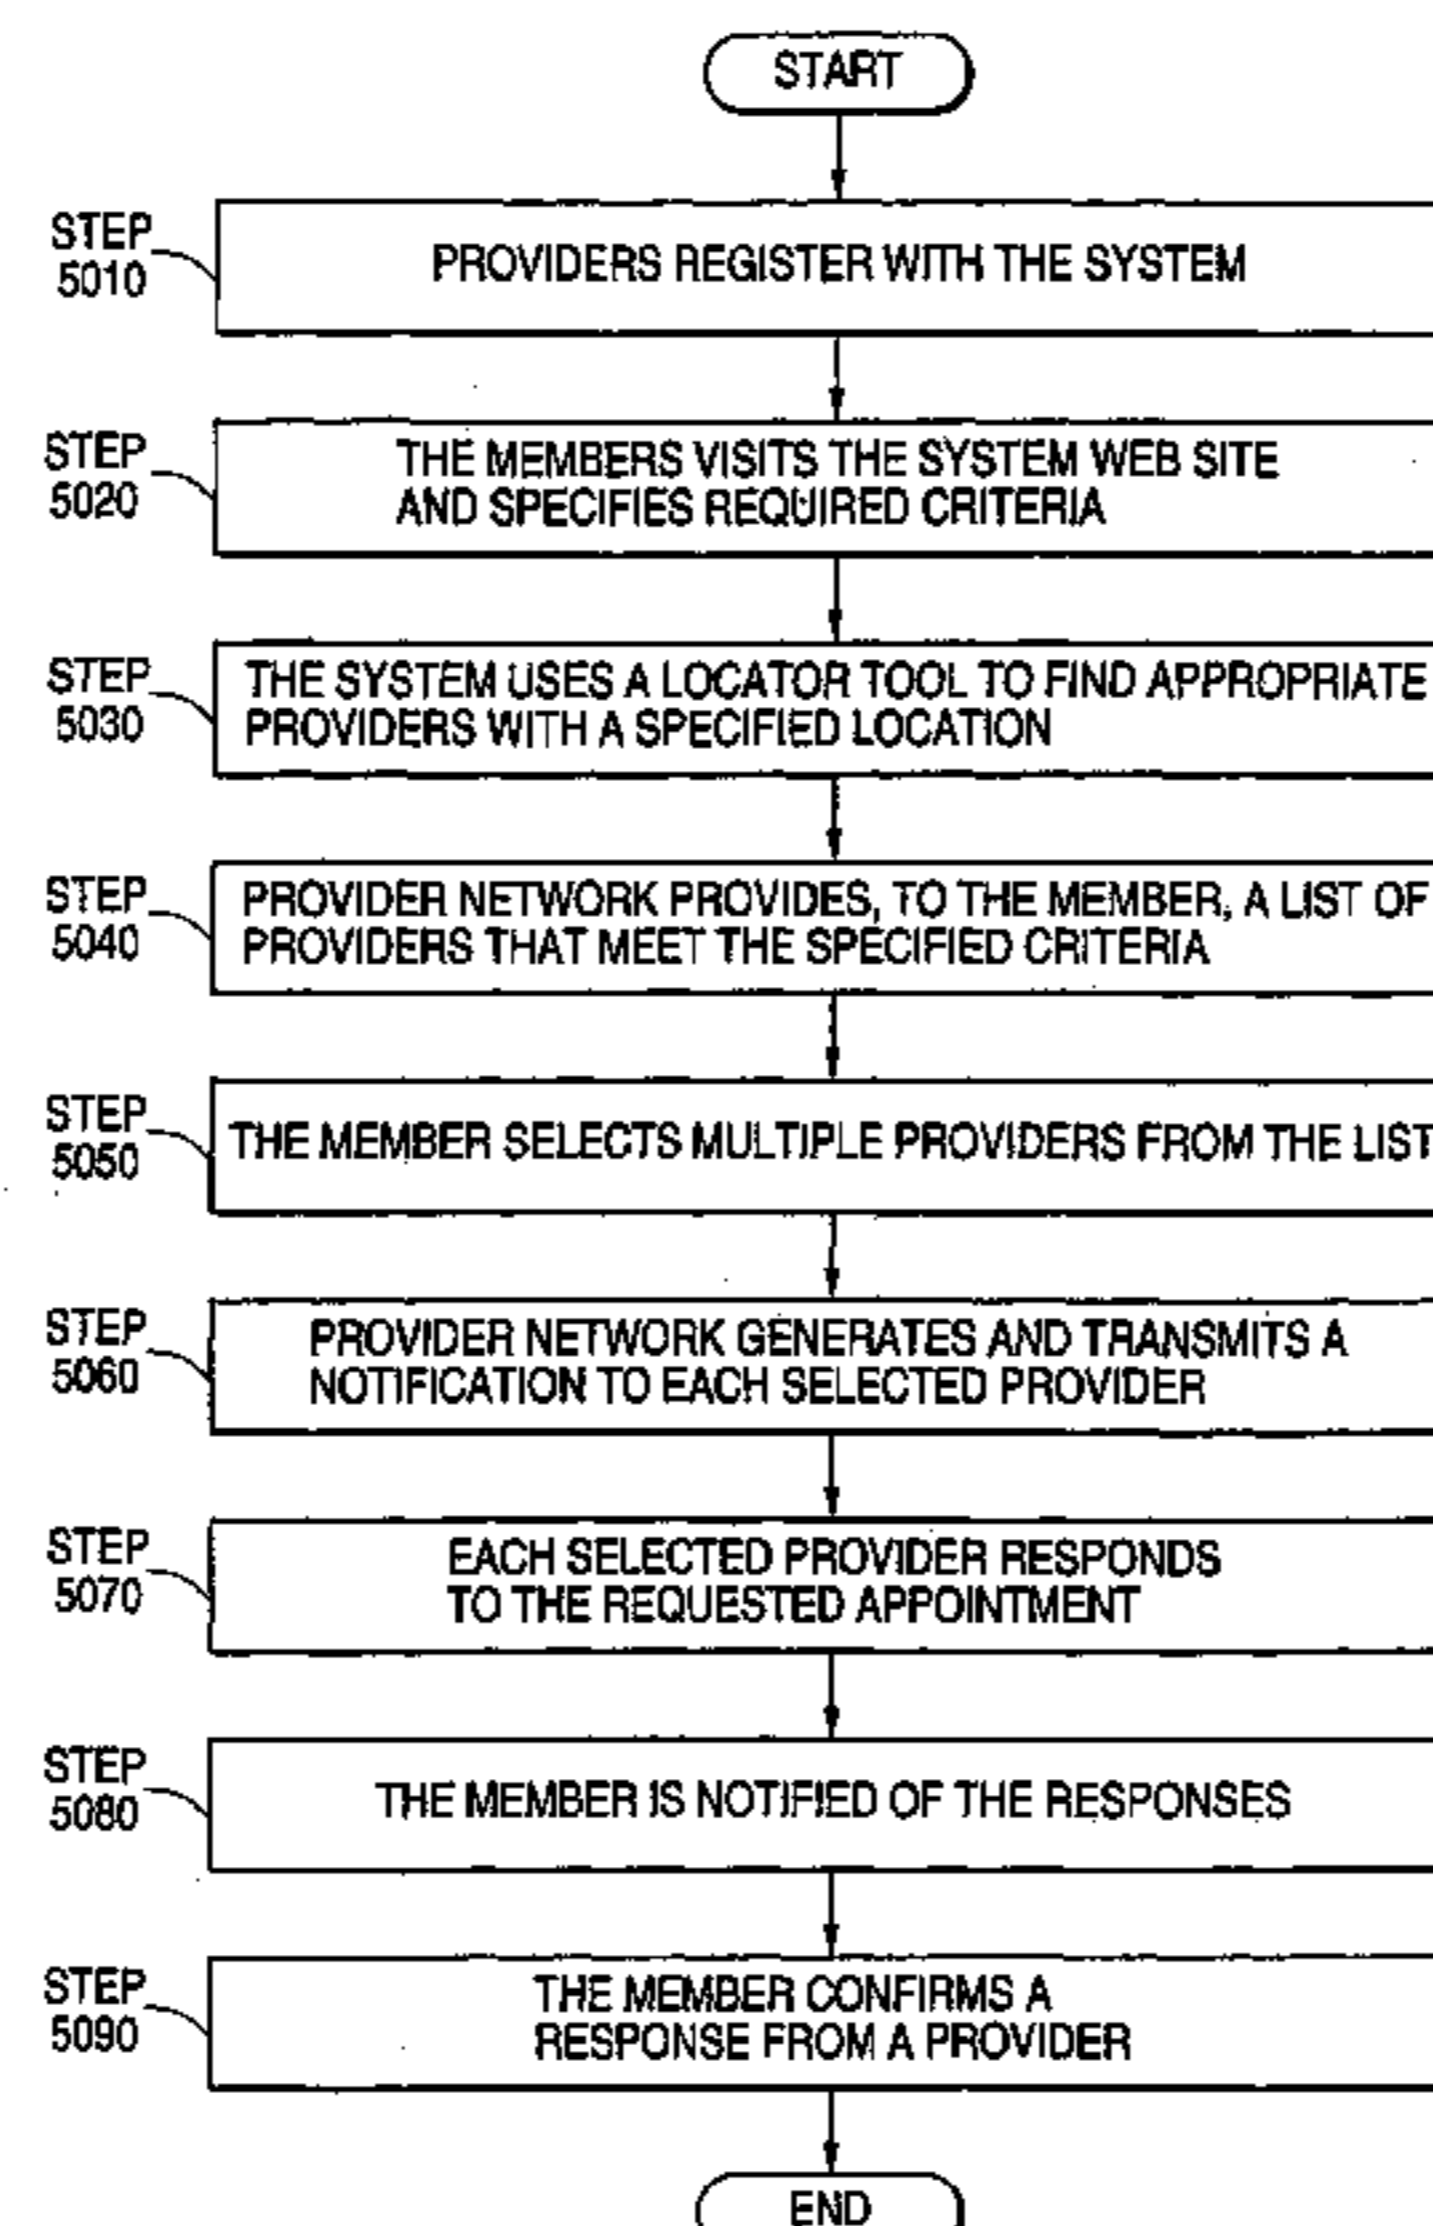 START
STEP
5010
PROVIDERS REGISTER WITH THE SYSTEM
STEP
5020
THE MEMBERS VISITS THE SYSTEM WEB SITE
AND SPECIFIES REQUIRED CRITERIA
STEP
5030
THE SYSTEM USES A LOCATOR TOOL TO FIND APPROPRIATE
PROVIDERS WITH A SPECIFIED LOCATION
STEP
5040
PROVIDER NETWORK PROVIDES, TO THE MEMBER, A LIST OF
PROVIDERS THAT MEET THE SPECIFIED CRITERIA
STEP
5050
THE MEMBER SELECTS MULTIPLE PROVIDERS FROM THE LIST
STEP
5060
PROVIDER NETWORK GENERATES AND TRANSMITS A
NOTIFICATION TO EACH SELECTED PROVIDER
STEP
5070
EACH SELECTED PROVIDER RESPONDS
TO THE REQUESTED APPOINTMENT
STEP
5080
THE MEMBER IS NOTIFIED OF THE RESPONSES
STEP
5090
THE MEMBER CONFIRMS A
RESPONSE FROM A PROVIDER
END